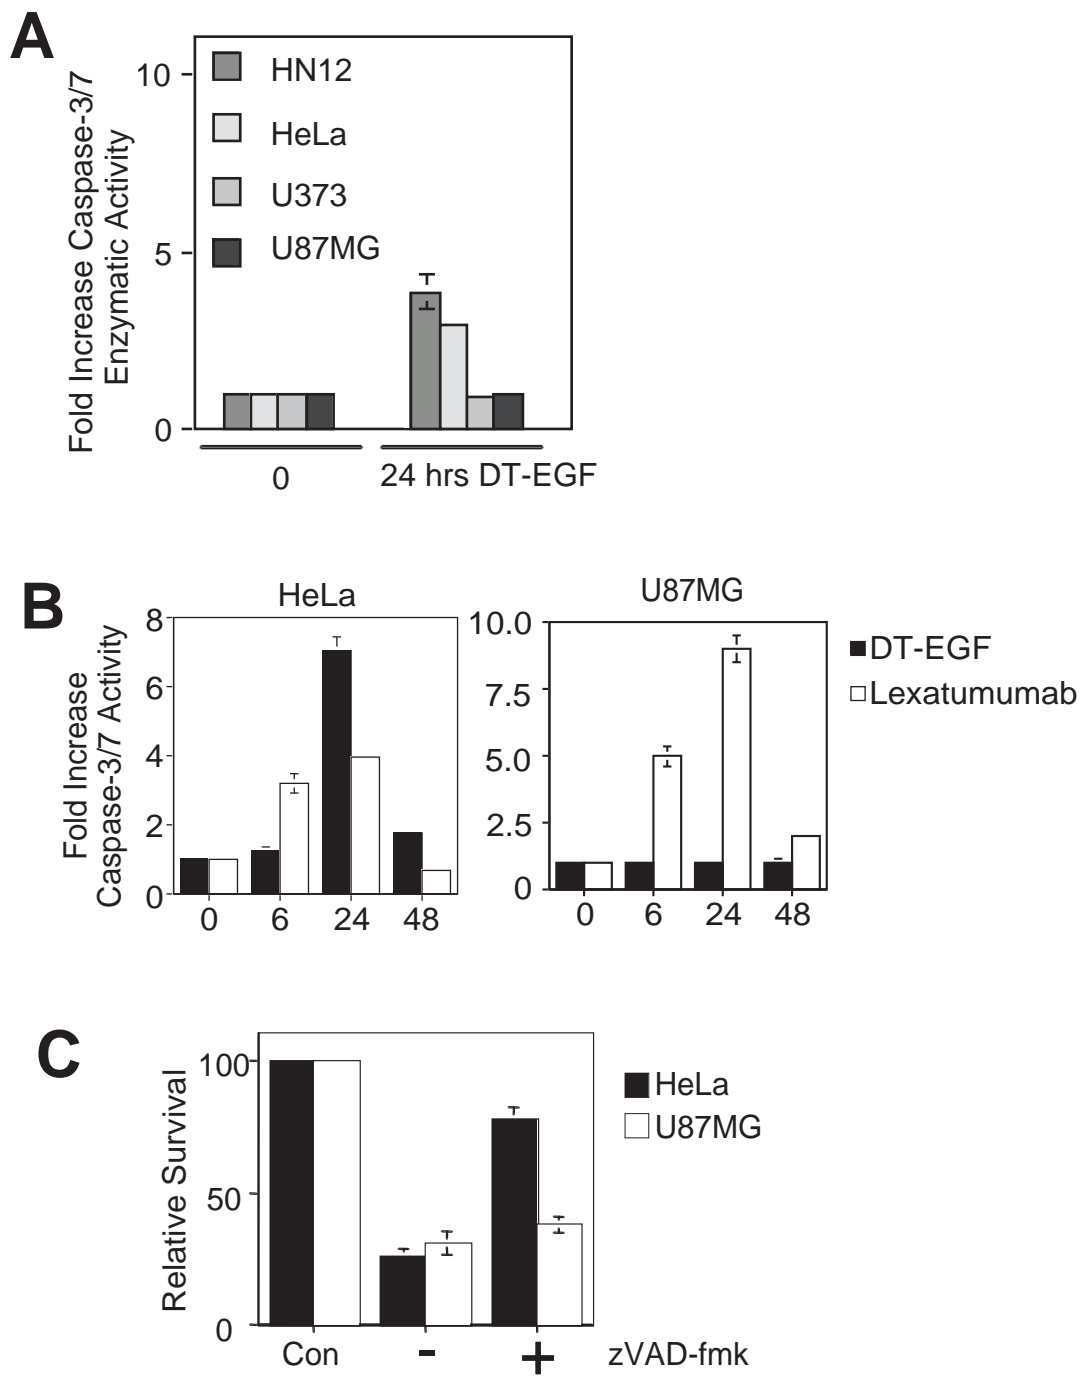 A
Fold Increase Caspase-3/7
Enzymatic Activity
10
5
0
HN12
HeLa
U373
U87MG
0
24 hrs DT-EGF
B
HeLa
Fold Increase
Caspase-3/7 Activity
8
6
4
2
0
0 6 24 48
U87MG
10.0
7.5
5.0
2.5
0
0 6 24 48
DT-EGF
Lexatumumab
C
Relative Survival
100
50
0
HeLa
U87MG
Con - + zVAD-fmk